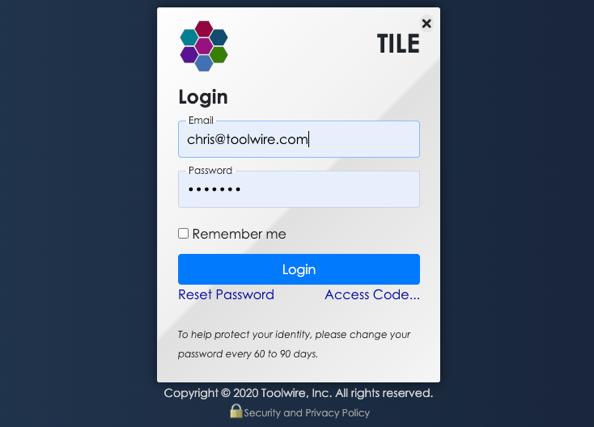 TILE
Login
Email
chris@toolwire.com
Password
•••••••
Remember me
Login
Reset Password Access Code...
To help protect your identity, please change your
password every 60 to 90 days.
Copyright © 2020 Toolwire, Inc. All rights reserved.
Security and Privacy Policy